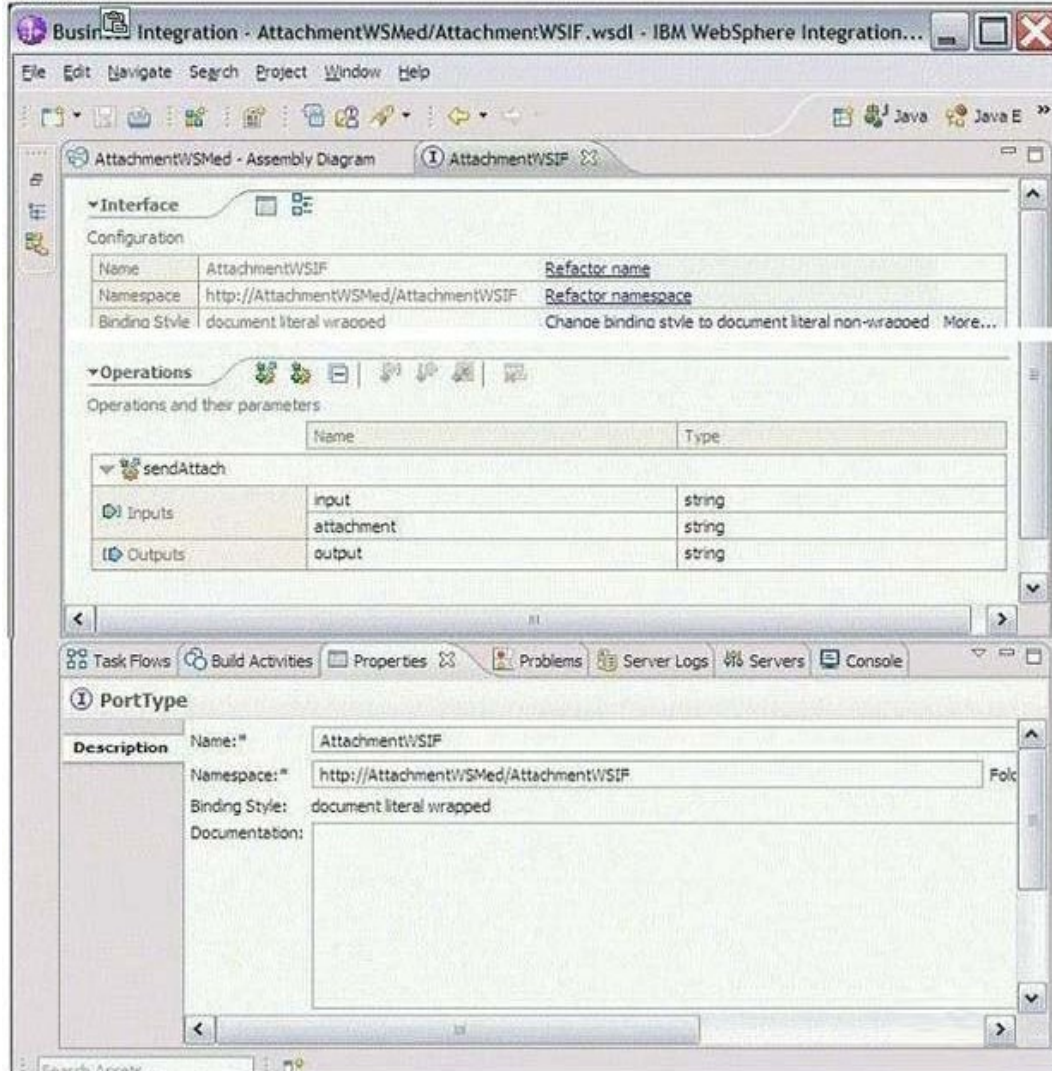 Business Integration - AttachmentWSMed/AttachmentWSIF.wsdl - IBM WebSphere Integration...
File Edit Navigate Search Project Window Help
Java Java E »
AttachmentWSMed - Assembly Diagram AttachmentWSIF
Interface
Configuration
Name AttachmentWSIF Refactor name
Namespace http://AttachmentWSMed/AttachmentWSIF Refactor namespace
Binding Style document literal wrapped Change binding style to document literal non-wrapped More...
Operations
Operations and their parameters
Name Type
sendAttach
Inputs input string
attachment string
Outputs output string
Task Flows Build Activities Properties Problems Server Logs Servers Console
PortType
Description Name:* AttachmentWSIF
Namespace:* http://AttachmentWSMed/AttachmentWSIF Fold
Binding Style: document literal wrapped
Documentation:
Search Assets